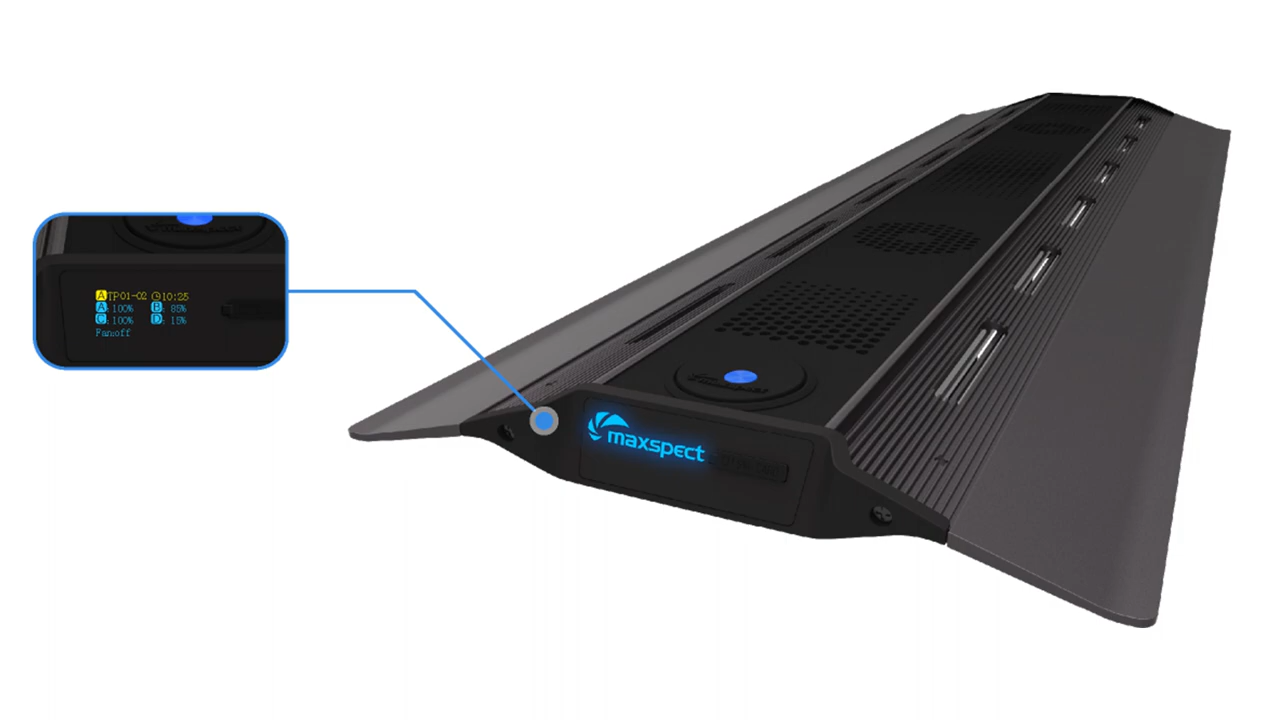 A TP01-02 10:25
A: 100% B: 85%
C: 100% D: 15%
Fan:off
maxspect